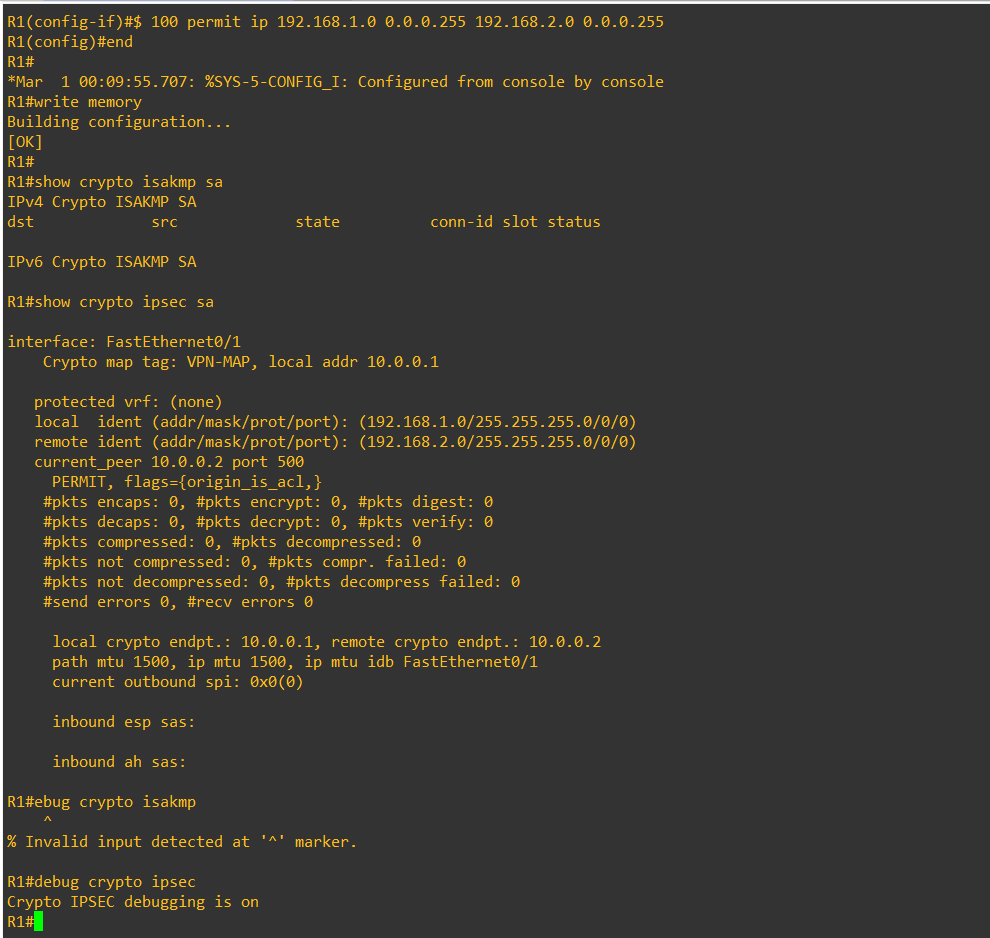 R1(config-if)#$ 100 permit ip 192.168.1.0 0.0.0.255 192.168.2.0 0.0.0.255
R1(config)#end
R1#
*Mar  1 00:09:55.707: %SYS-5-CONFIG_I: Configured from console by console
R1#write memory
Building configuration...
[OK]
R1#
R1#show crypto isakmp sa
IPv4 Crypto ISAKMP SA
dst             src             state          conn-id slot status
IPv6 Crypto ISAKMP SA
R1#show crypto ipsec sa
interface: FastEthernet0/1
    Crypto map tag: VPN-MAP, local addr 10.0.0.1
   protected vrf: (none)
   local  ident (addr/mask/prot/port): (192.168.1.0/255.255.255.0/0/0)
   remote ident (addr/mask/prot/port): (192.168.2.0/255.255.255.0/0/0)
   current_peer 10.0.0.2 port 500
     PERMIT, flags={origin_is_acl,}
    #pkts encaps: 0, #pkts encrypt: 0, #pkts digest: 0
    #pkts decaps: 0, #pkts decrypt: 0, #pkts verify: 0
    #pkts compressed: 0, #pkts decompressed: 0
    #pkts not compressed: 0, #pkts compr. failed: 0
    #pkts not decompressed: 0, #pkts decompress failed: 0
    #send errors 0, #recv errors 0
     local crypto endpt.: 10.0.0.1, remote crypto endpt.: 10.0.0.2
     path mtu 1500, ip mtu 1500, ip mtu idb FastEthernet0/1
     current outbound spi: 0x0(0)
     inbound esp sas:
     inbound ah sas:
R1#ebug crypto isakmp
    ^
% Invalid input detected at '^' marker.
R1#debug crypto ipsec
Crypto IPSEC debugging is on
R1#